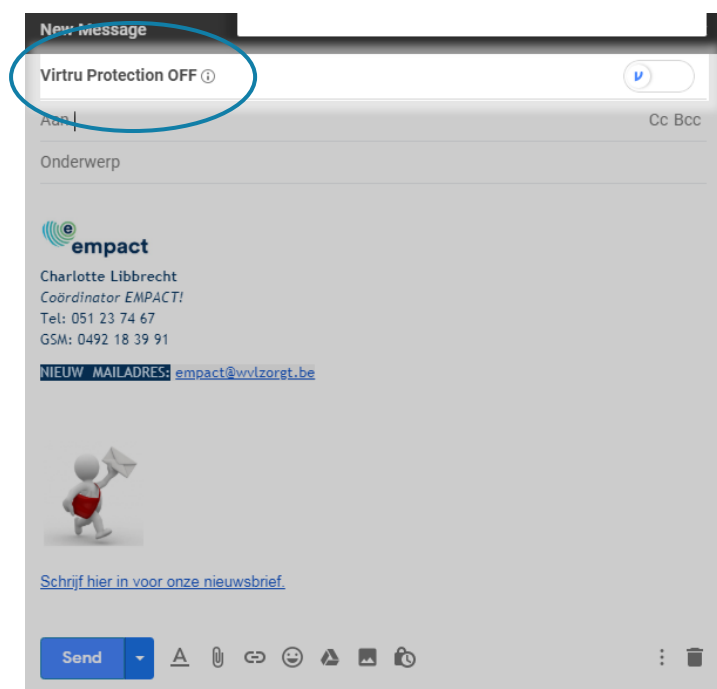 New Message
Virtru Protection OFF
Aan
Cc Bcc
Onderwerp
e
empact
Charlotte Libbrecht
Coördinator EMPACT!
Tel: 051 23 74 67
GSM: 0492 18 39 91
NIEUW MAILADRES: empact@wvlzorgt.be
Schrijf hier in voor onze nieuwsbrief.
Send